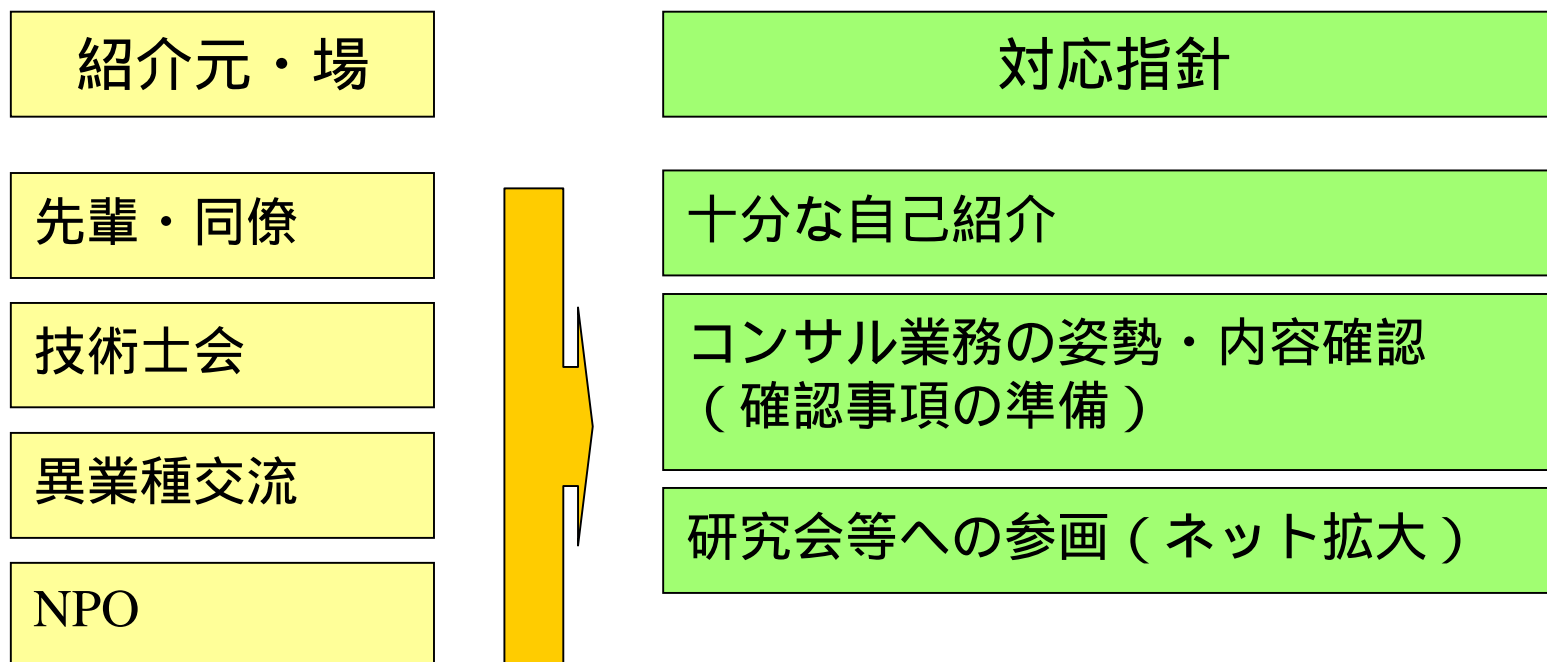 紹介元・場
対応指針
先輩・同僚
技術士会
異業種交流
NPO
十分な自己紹介
コンサル業務の姿勢・内容確認
（確認事項の準備）
研究会等への参画（ネット拡大）